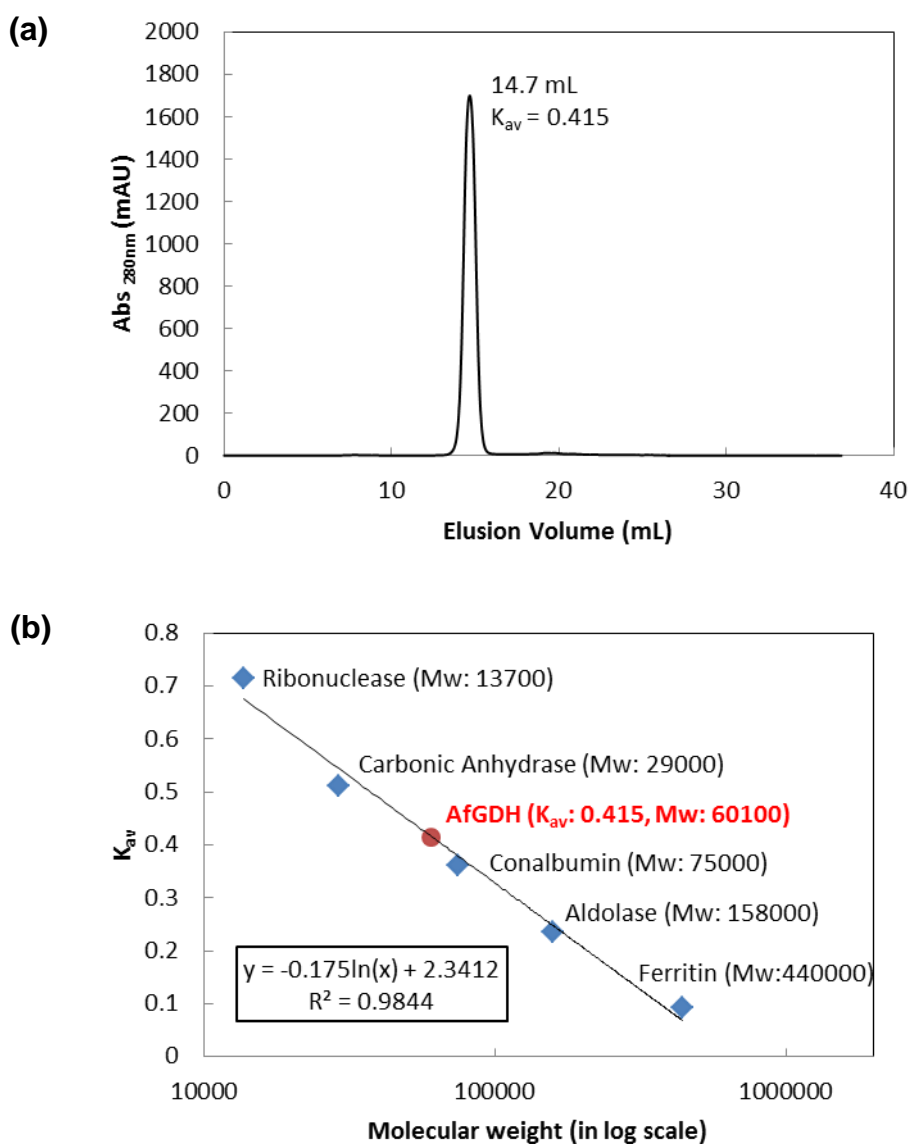 (a)
2000
1800
1600
1400
1200
1000
800
600
400
200
0
Abs 280nm (mAU)
14.7 mL
Kav = 0.415
0 10 20 30 40
Elusion Volume (mL)
(b)
0.8
0.7
0.6
0.5
0.4
0.3
0.2
0.1
0
Kav
Ribonuclease (Mw: 13700)
Carbonic Anhydrase (Mw: 29000)
AfGDH (Kav: 0.415, Mw: 60100)
Conalbumin (Mw: 75000)
Aldolase (Mw: 158000)
Ferritin (Mw:440000)
y = -0.175ln(x) + 2.3412
R² = 0.9844
10000 100000 1000000
Molecular weight (in log scale)